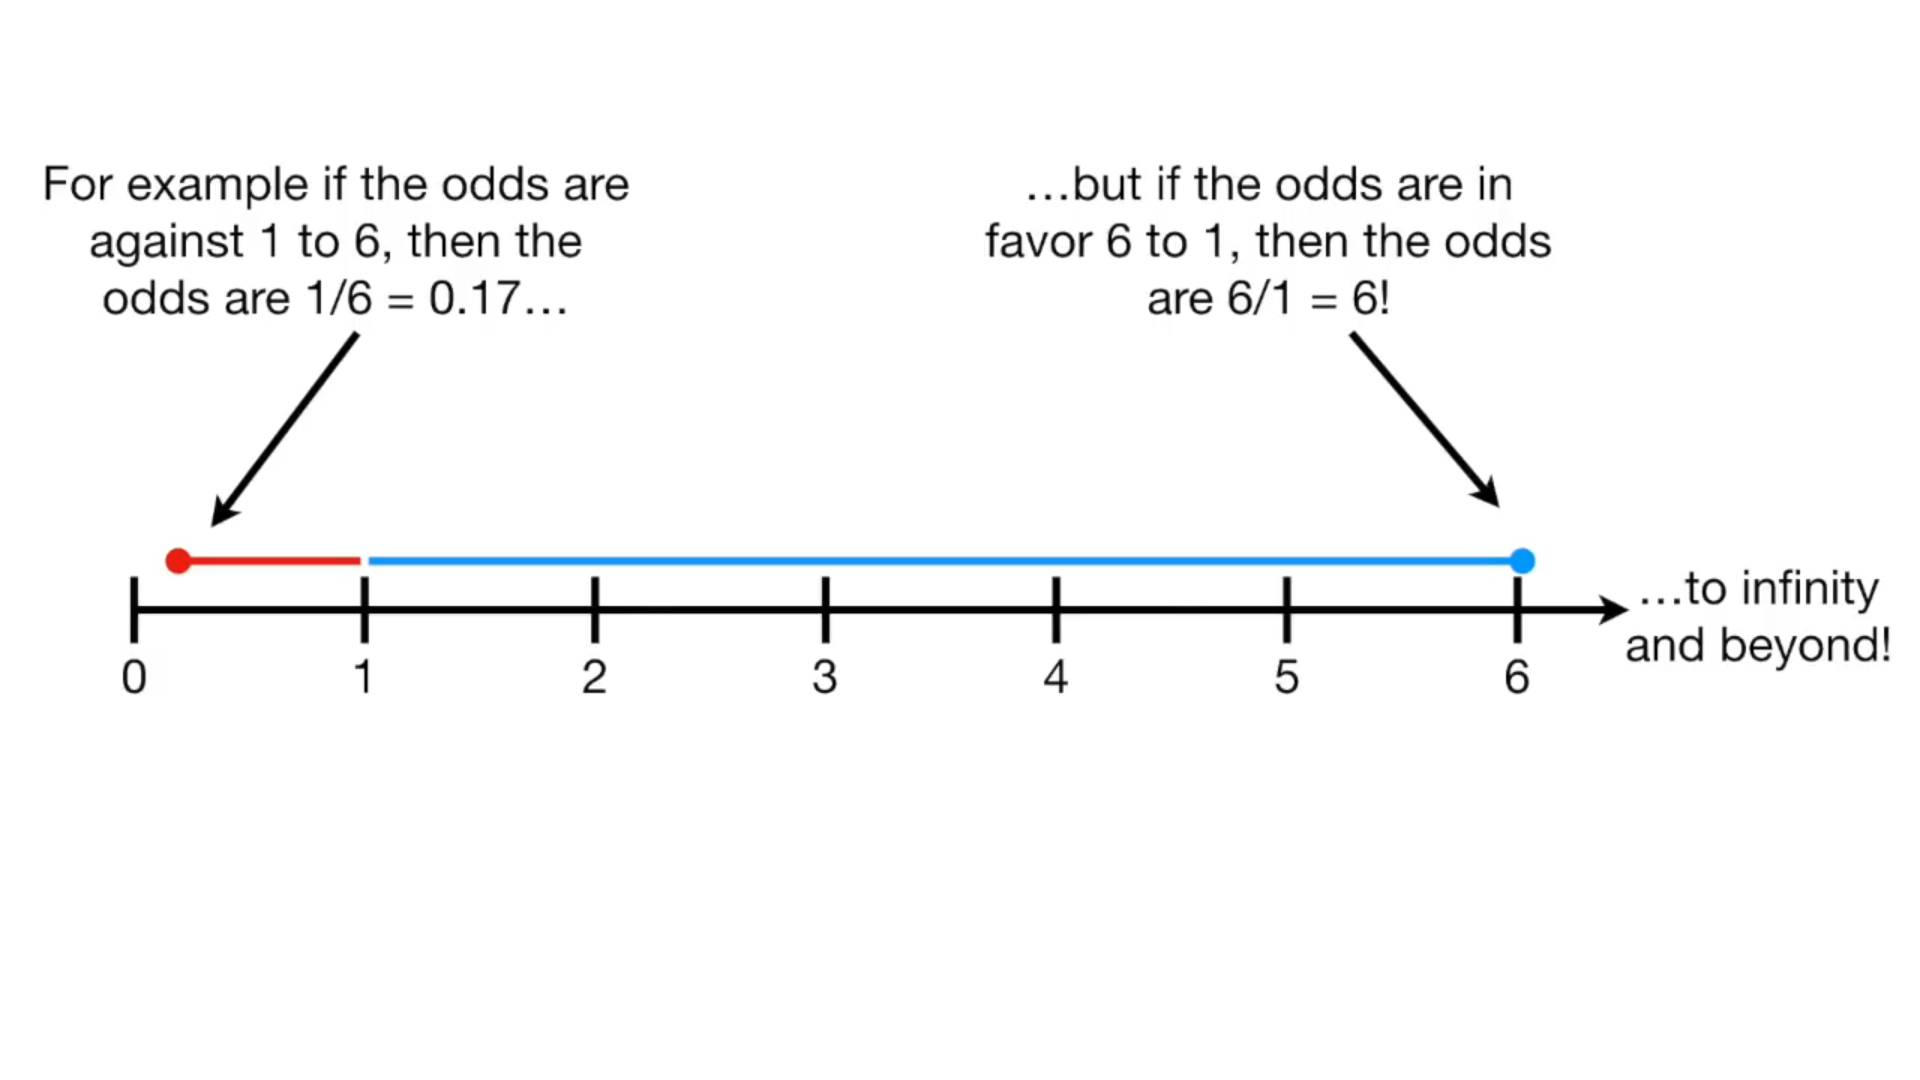 For example if the odds are
against 1 to 6, then the
odds are 1/6 = 0.17…
…but if the odds are in
favor 6 to 1, then the odds
are 6/1 = 6!
…to infinity
and beyond!
0 1 2 3 4 5 6